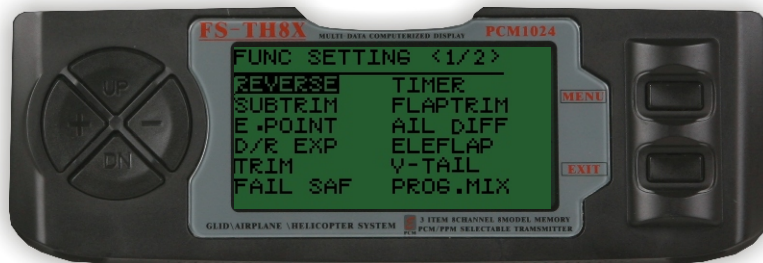 FS-TH8X MULTI DATA COMPUTERIZED DISPLAY PCM1024
FUNC SETTING <1/2>
REVERSE TIMER
SUBTRIM FLAPTRIM
E.POINT AIL DIFF
D/R EXP ELEFLAP
TRIM V-TAIL
FAIL SAF PROG.MIX
UP
+ -
DN
MENU
EXIT
GLID\AIRPLANE \HELICOPTER SYSTEM
PCM
3 ITEM 8CHANNEL 8MODEL MEMORY
PCM/PPM SELECTABLE TRAMSMITTER